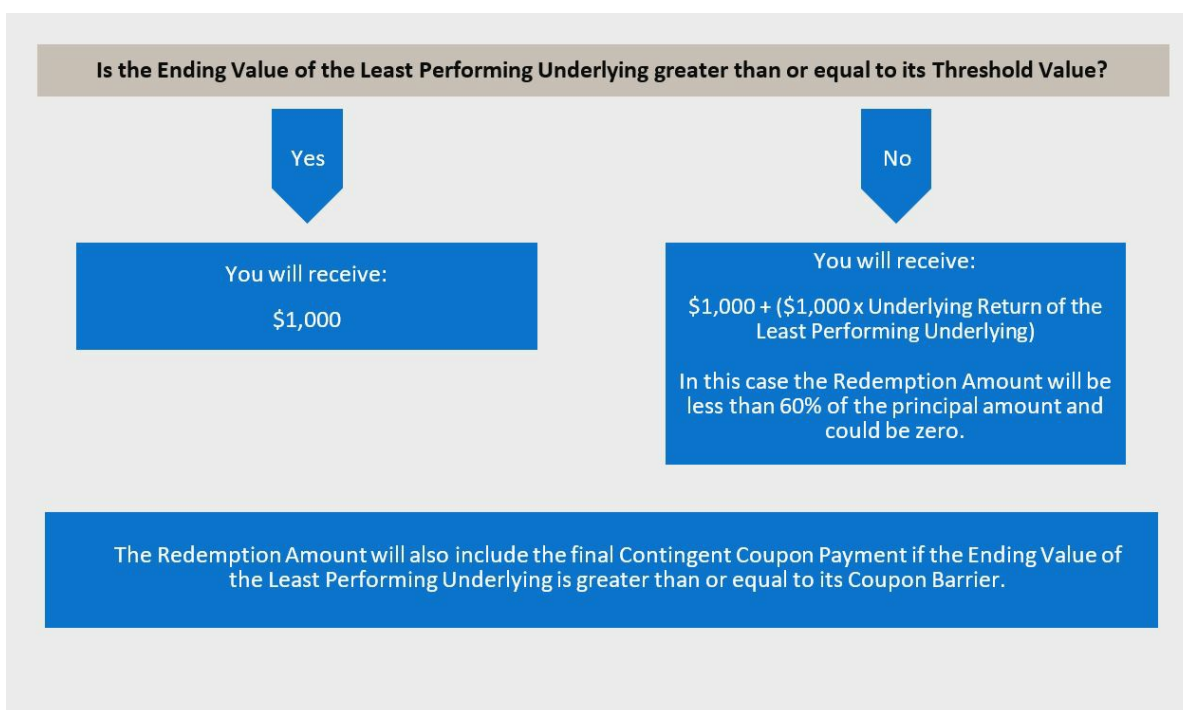 Is the Ending Value of the Least Performing Underlying greater than or equal to its Threshold Value?
Yes
No
You will receive:
$1,000
You will receive:
$1,000 + ($1,000 x Underlying Return of the
Least Performing Underlying)
In this case the Redemption Amount will be
less than 60% of the principal amount and
could be zero.
The Redemption Amount will also include the final Contingent Coupon Payment if the Ending Value of
the Least Performing Underlying is greater than or equal to its Coupon Barrier.